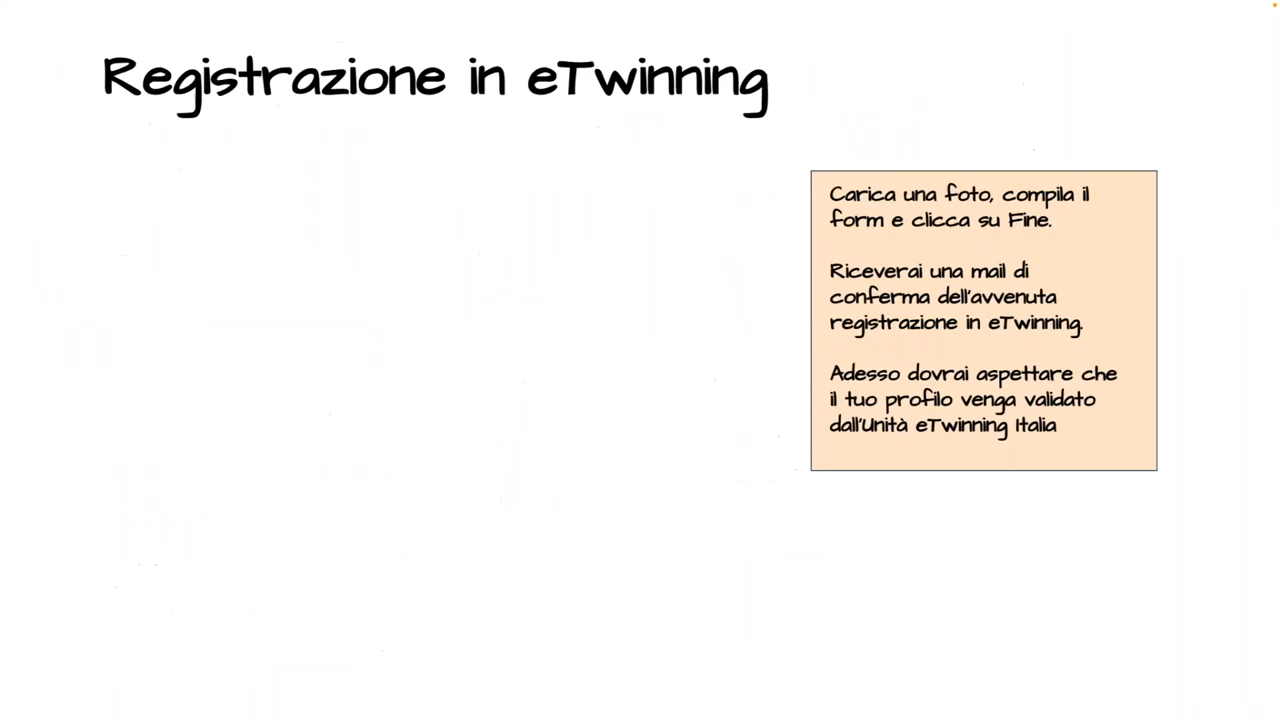 Registrazione in eTwinning
Carica una foto, compila il
form e clicca su Fine.
Riceverai una mail di
conferma dell'avvenuta
registrazione in eTwinning.
Adesso dovrai aspettare che
il tuo profilo venga validato
dall'Unità eTwinning Italia